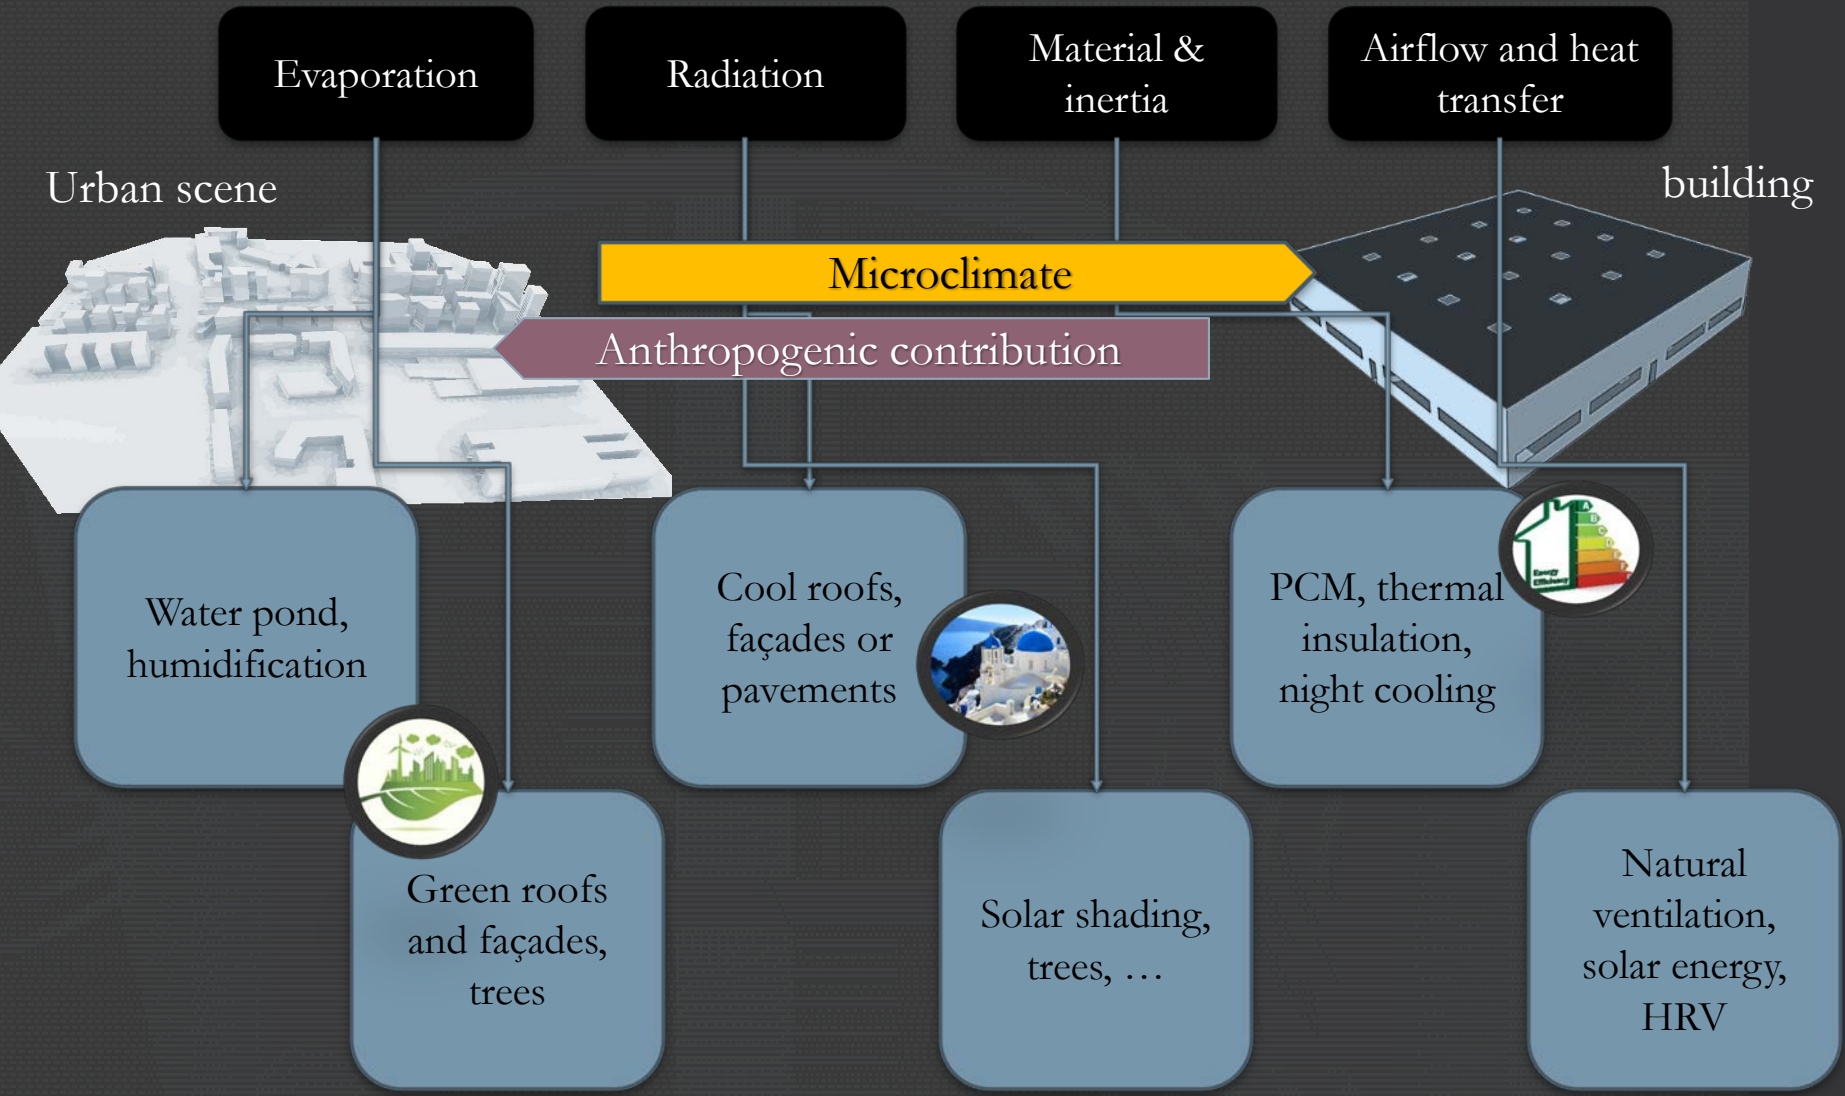 Evaporation
Radiation
Material &
inertia
Airflow and heat
transfer
Urban scene
building
Microclimate
Anthropogenic contribution
Water pond,
humidification
Cool roofs,
façades or
pavements
PCM, thermal
insulation,
night cooling
A
B
C
D
E
F
Energy
Efficiency
Green roofs
and façades,
trees
Solar shading,
trees, …
Natural
ventilation,
solar energy,
HRV